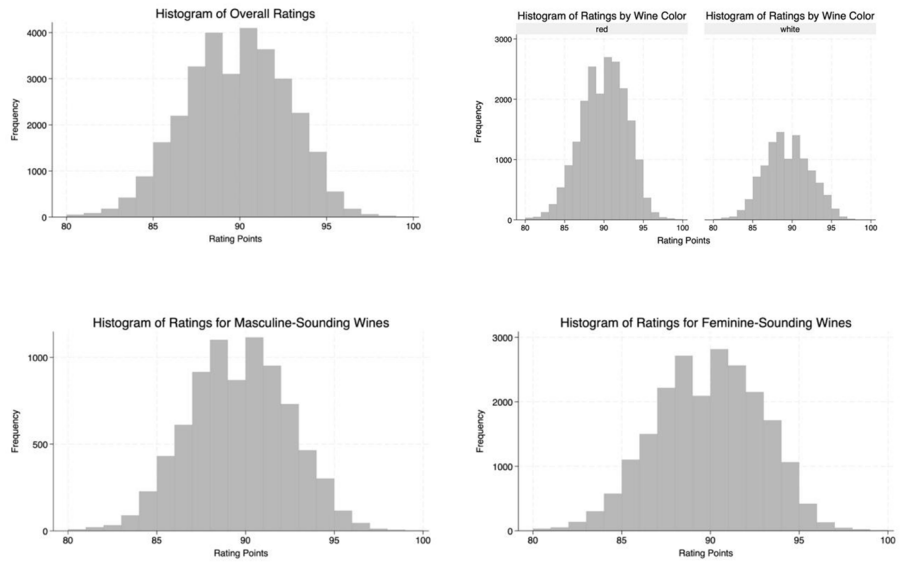 Histogram of Overall Ratings
4000
3000
2000
1000
0
Frequency
80 85 90 95 100
Rating Points
Histogram of Ratings by Wine Color
red
Histogram of Ratings by Wine Color
white
3000
2000
1000
0
Frequency
80 85 90 95 100
80 85 90 95 100
Rating Points
Histogram of Ratings for Masculine-Sounding Wines
1000
500
0
Frequency
80 85 90 95 100
Rating Points
Histogram of Ratings for Feminine-Sounding Wines
3000
2000
1000
0
Frequency
80 85 90 95 100
Rating Points